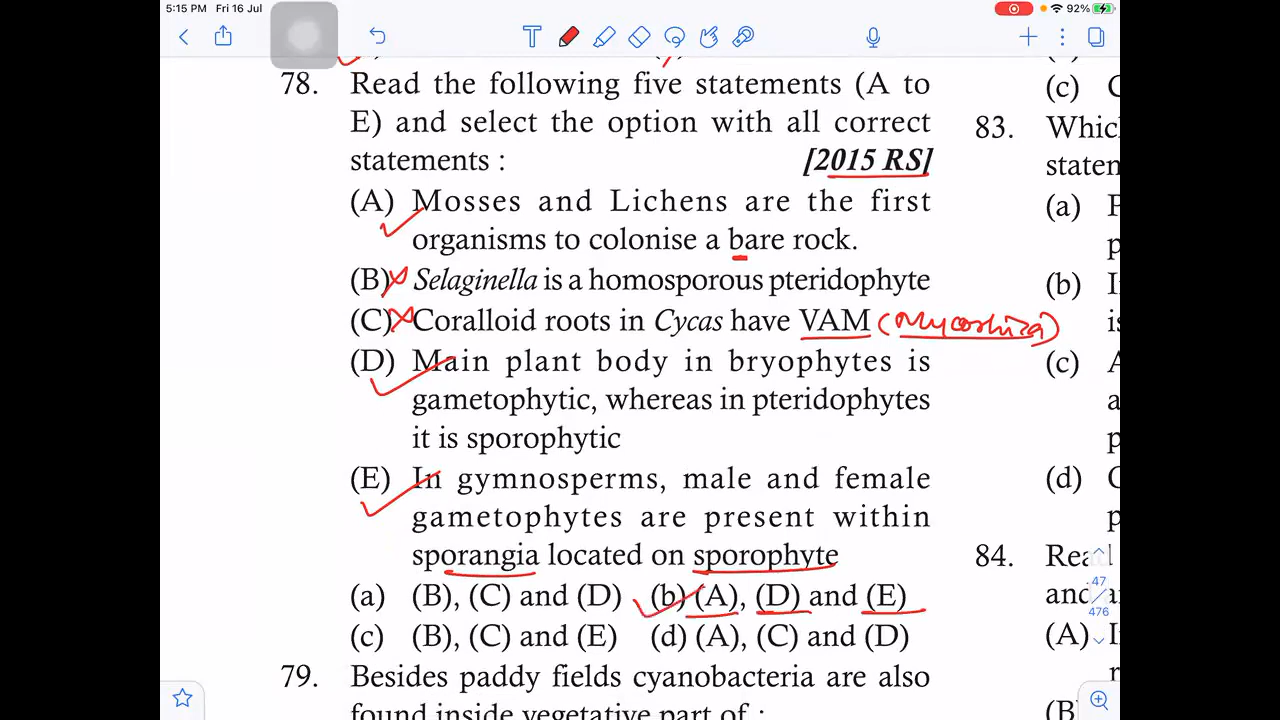 5:15 PM Fri 16 Jul
92%
T
78. Read the following five statements (A to
E) and select the option with all correct
statements : [2015 RS]
(A) Mosses and Lichens are the first
organisms to colonise a bare rock.
(B) Selaginella is a homosporous pteridophyte
(C) Coralloid roots in Cycas have VAM (Mycorrhiza)
(D) Main plant body in bryophytes is
gametophytic, whereas in pteridophytes
it is sporophytic
(E) In gymnosperms, male and female
gametophytes are present within
sporangia located on sporophyte
(a) (B), (C) and (D) (b) (A), (D) and (E)
(c) (B), (C) and (E) (d) (A), (C) and (D)
79. Besides paddy fields cyanobacteria are also
found inside vegetative part of :
(c)
83. Whic
statem
(a)
p
(b) I
is
(c) A
a
p
(d)
p
84. Rea
and
(A)
r
(B)
47
476